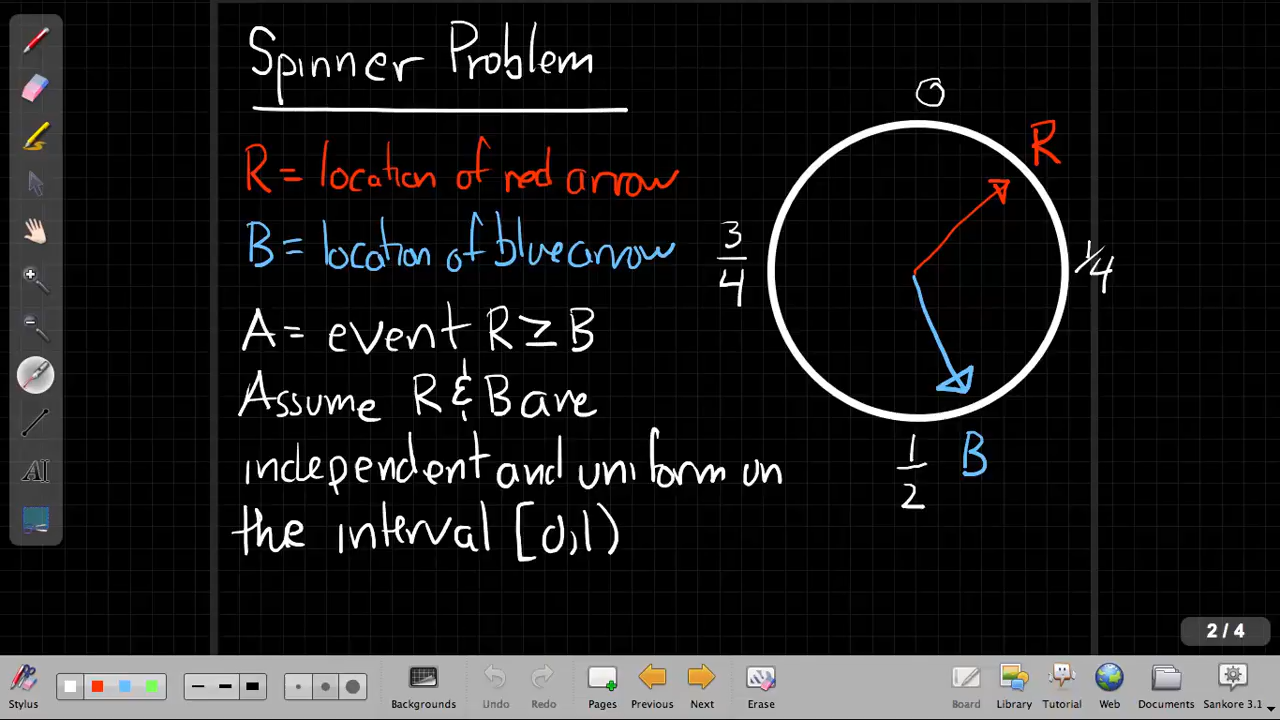 Spinner Problem
R = location of red arrow
B = location of blue arrow
A = event R ≥ B
Assume R & B are
independent and uniform on
the interval [0,1)
0
R
3/4
1/4
1/2
B
AI
2 / 4
Stylus
Backgrounds
Undo
Redo
Pages
Previous
Next
Erase
Board
Library
Tutorial
Web
Documents
Sankore 3.1